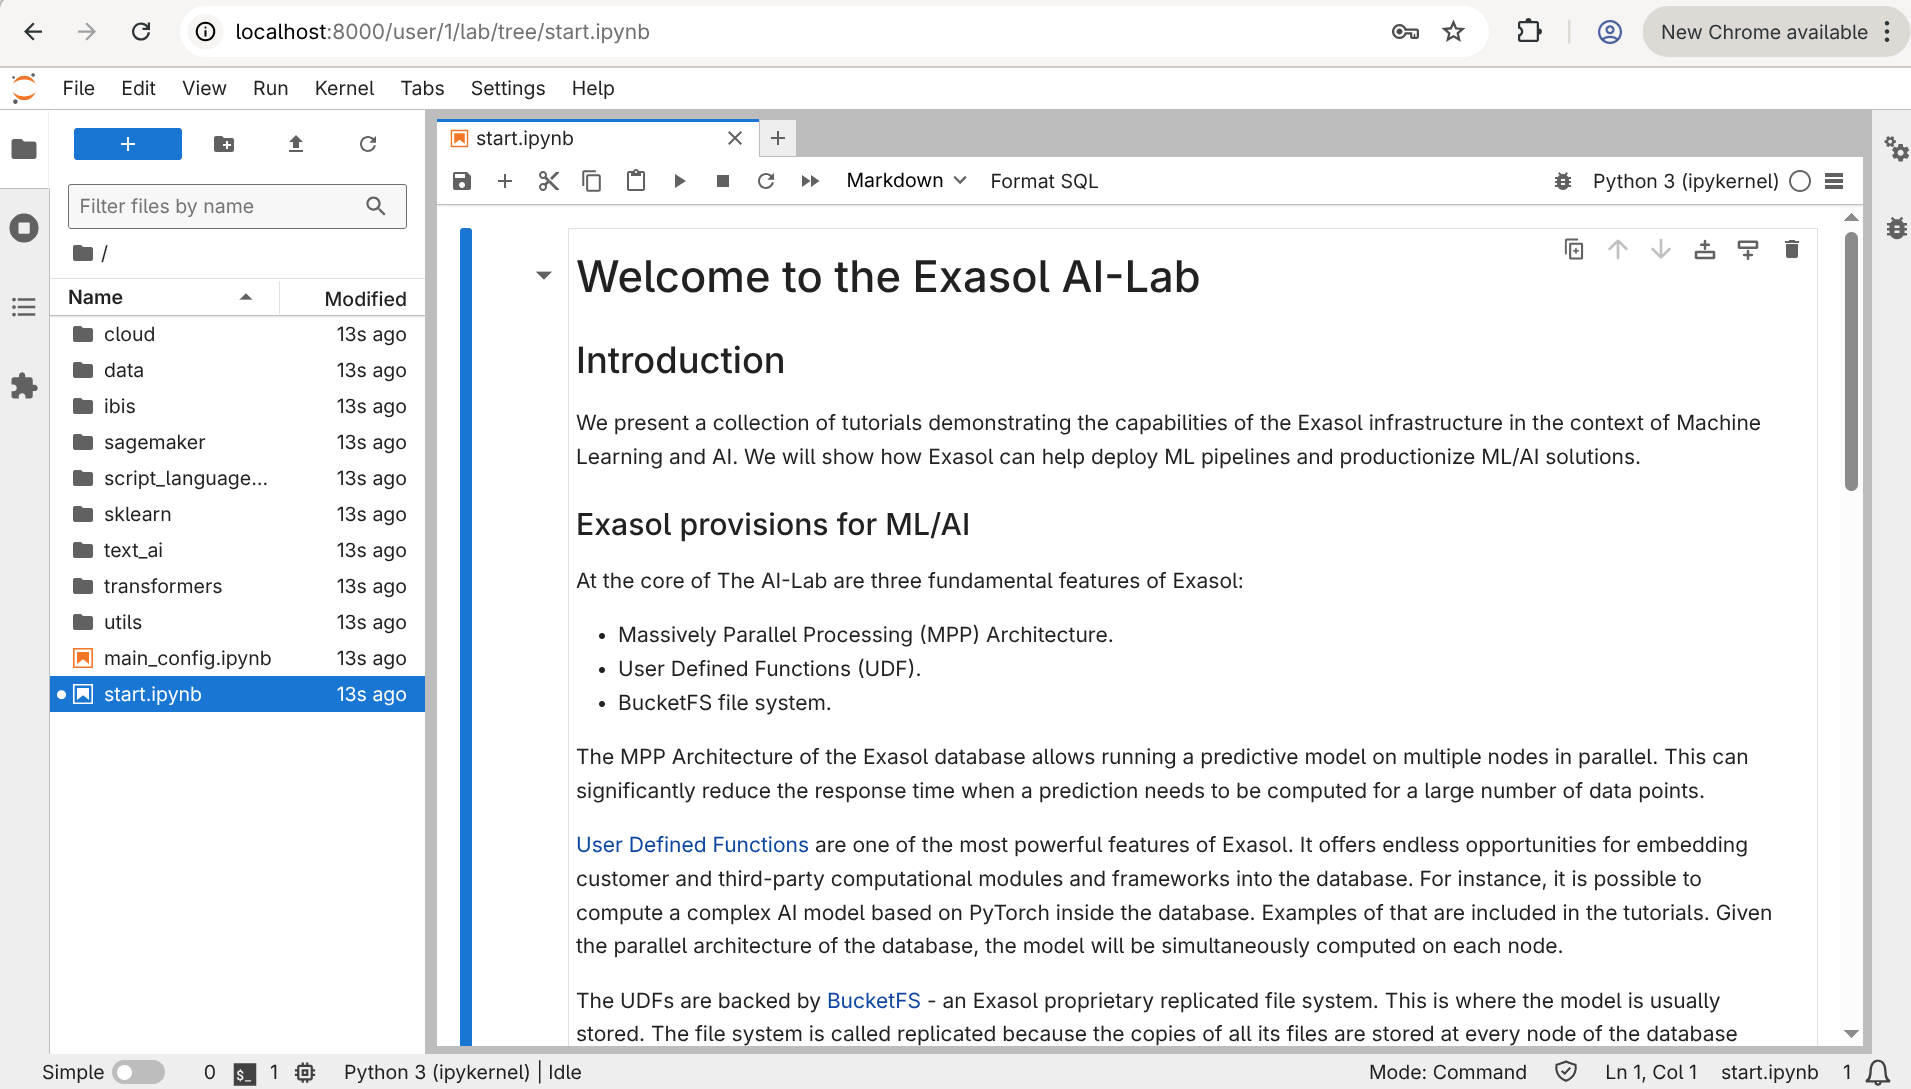 localhost:8000/user/1/lab/tree/start.ipynb
New Chrome available
File Edit View Run Kernel Tabs Settings Help
start.ipynb
Filter files by name
Markdown
Format SQL
Python 3 (ipykernel)
/
Name Modified
cloud 13s ago
data 13s ago
ibis 13s ago
sagemaker 13s ago
script_language... 13s ago
sklearn 13s ago
text_ai 13s ago
transformers 13s ago
utils 13s ago
main_config.ipynb 13s ago
start.ipynb 13s ago
Welcome to the Exasol AI-Lab
Introduction
We present a collection of tutorials demonstrating the capabilities of the Exasol infrastructure in the context of Machine
Learning and AI. We will show how Exasol can help deploy ML pipelines and productionize ML/AI solutions.
Exasol provisions for ML/AI
At the core of The AI-Lab are three fundamental features of Exasol:
• Massively Parallel Processing (MPP) Architecture.
• User Defined Functions (UDF).
• BucketFS file system.
The MPP Architecture of the Exasol database allows running a predictive model on multiple nodes in parallel. This can
significantly reduce the response time when a prediction needs to be computed for a large number of data points.
User Defined Functions are one of the most powerful features of Exasol. It offers endless opportunities for embedding
customer and third-party computational modules and frameworks into the database. For instance, it is possible to
compute a complex AI model based on PyTorch inside the database. Examples of that are included in the tutorials. Given
the parallel architecture of the database, the model will be simultaneously computed on each node.
The UDFs are backed by BucketFS - an Exasol proprietary replicated file system. This is where the model is usually
stored. The file system is called replicated because the copies of all its files are stored at every node of the database
Simple 0 $_ 1 Python 3 (ipykernel) | Idle Mode: Command Ln 1, Col 1 start.ipynb 1